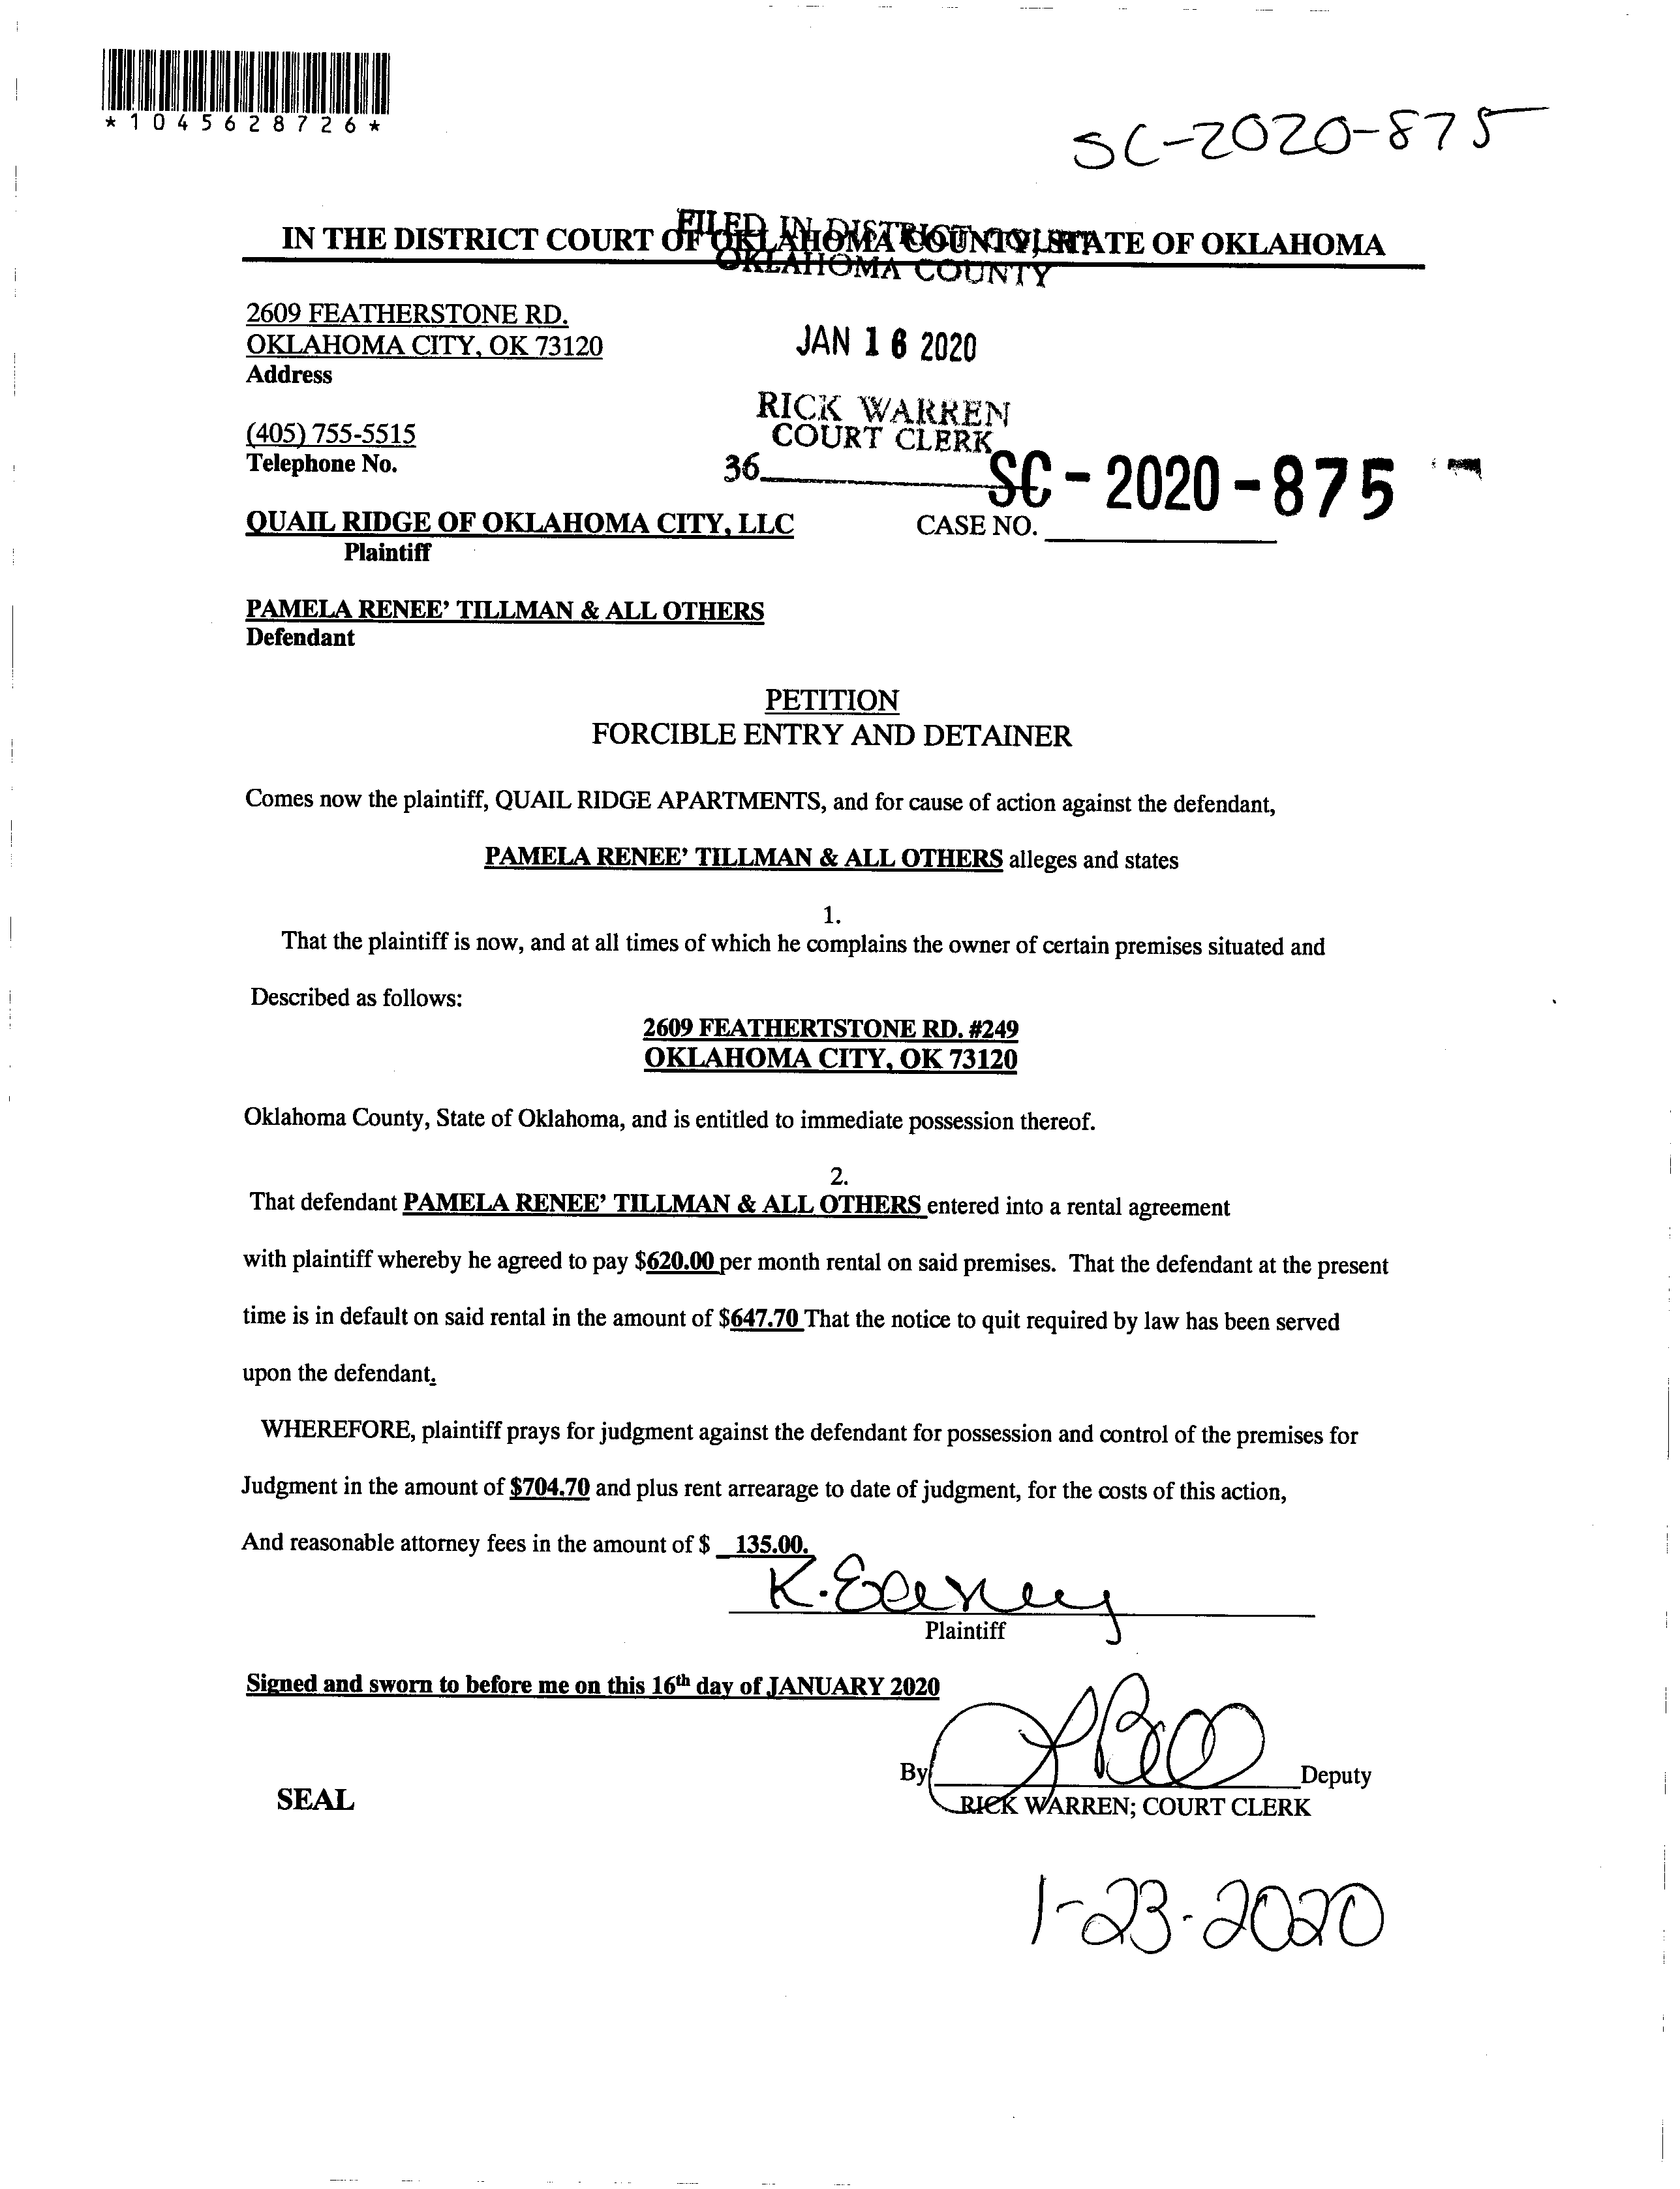 *1045628726*
SC-2020-875
IN THE DISTRICT COURT OF OKLAHOMA COUNTY, STATE OF OKLAHOMA
FILED IN DISTRICT COURT
OKLAHOMA COUNTY
2609 FEATHERSTONE RD.
OKLAHOMA CITY, OK 73120
Address
JAN 16 2020
RICK WARREN
COURT CLERK
(405) 755-5515
Telephone No.
36
SC-2020-875
QUAIL RIDGE OF OKLAHOMA CITY, LLC
CASE NO.
Plaintiff
PAMELA RENEE’ TILLMAN & ALL OTHERS
Defendant
PETITION
FORCIBLE ENTRY AND DETAINER
Comes now the plaintiff, QUAIL RIDGE APARTMENTS, and for cause of action against the defendant,
PAMELA RENEE’ TILLMAN & ALL OTHERS alleges and states
1.
That the plaintiff is now, and at all times of which he complains the owner of certain premises situated and
Described as follows:
2609 FEATHERTSTONE RD. #249
OKLAHOMA CITY, OK 73120
Oklahoma County, State of Oklahoma, and is entitled to immediate possession thereof.
2.
That defendant PAMELA RENEE’ TILLMAN & ALL OTHERS entered into a rental agreement
with plaintiff whereby he agreed to pay $620.00 per month rental on said premises. That the defendant at the present
time is in default on said rental in the amount of $647.70 That the notice to quit required by law has been served
upon the defendant.
WHEREFORE, plaintiff prays for judgment against the defendant for possession and control of the premises for
Judgment in the amount of $704.70 and plus rent arrearage to date of judgment, for the costs of this action,
And reasonable attorney fees in the amount of $ 135.00.
K.
Plaintiff
Signed and sworn to before me on this 16th day of JANUARY 2020
By
Deputy
SEAL
RICK WARREN; COURT CLERK
1-23-2020